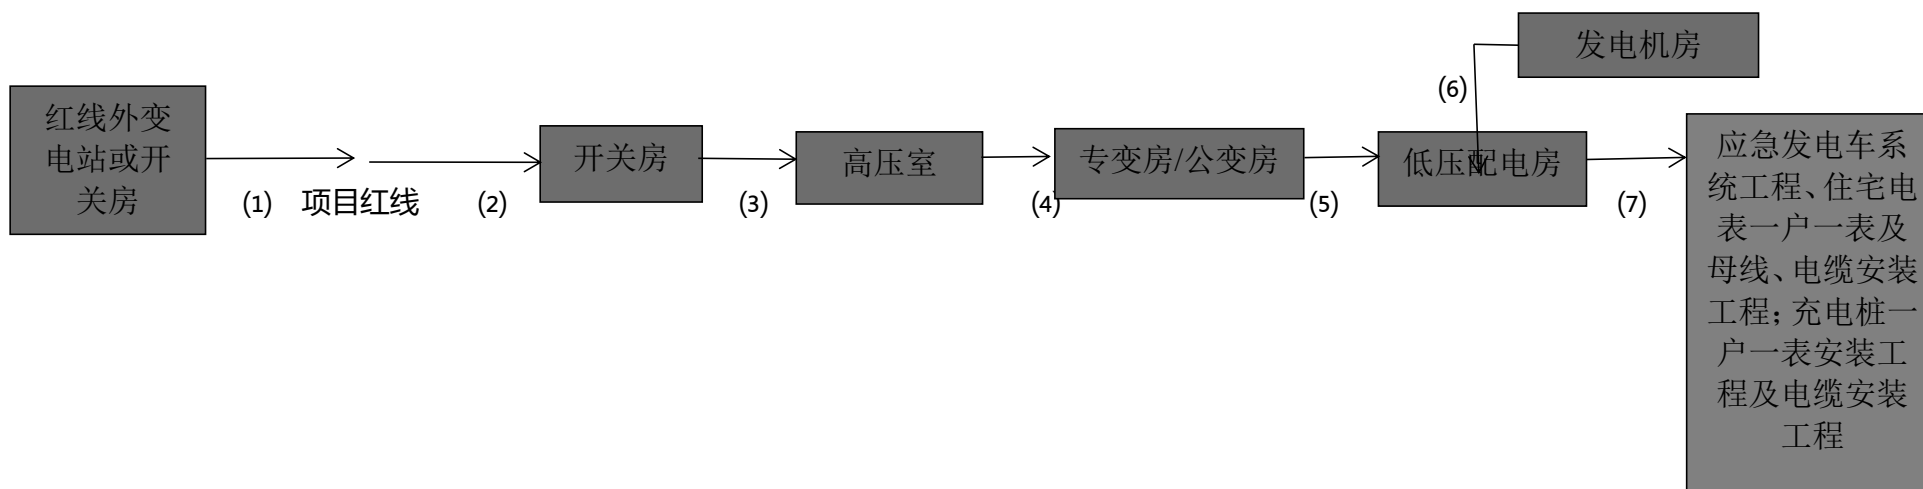 发电机房
(6)
红线外变
电站或开
关房
(1)
项目红线
(2)
开关房
(3)
高压室
(4)
专变房/公变房
(5)
低压配电房
(7)
应急发电车系
统工程、住宅电
表一户一表及
母线、电缆安装
工程；充电桩一
户一表安装工
程及电缆安装
工程